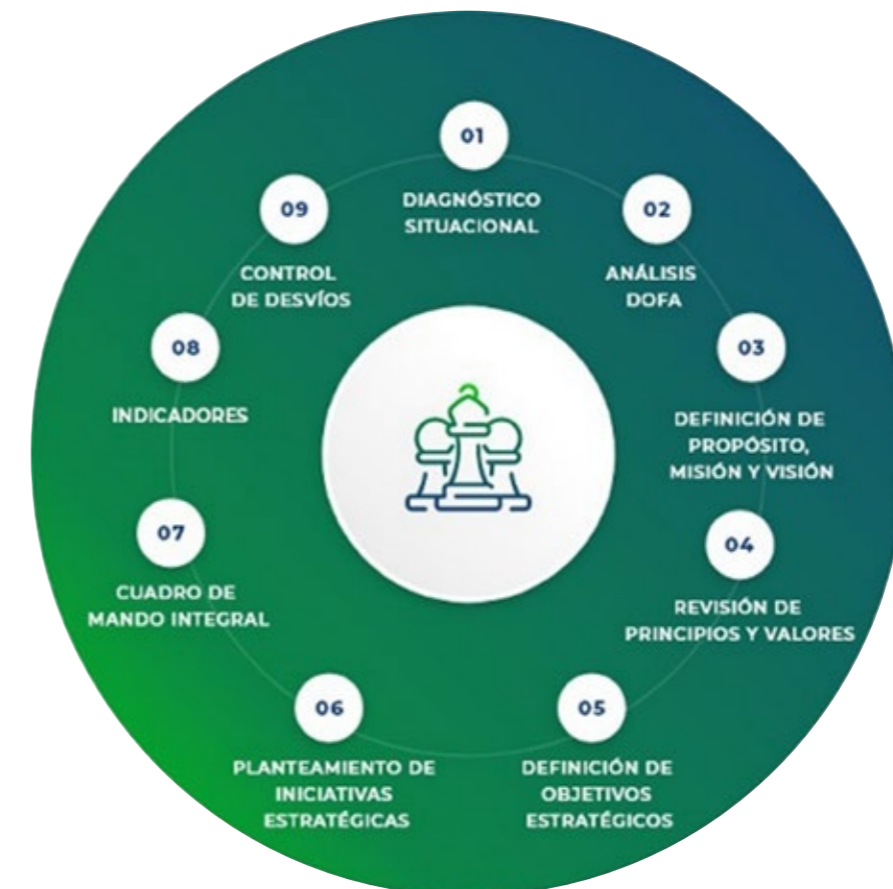 01
DIAGNÓSTICO
SITUACIONAL
02
ANÁLISIS
DOFA
03
DEFINICIÓN DE
PROPÓSITO,
MISIÓN Y VISIÓN
04
REVISIÓN DE
PRINCIPIOS Y VALORES
05
DEFINICIÓN DE
OBJETIVOS
ESTRATÉGICOS
06
PLANTEAMIENTO DE
INICIATIVAS
ESTRATÉGICAS
07
CUADRO DE
MANDO INTEGRAL
08
INDICADORES
09
CONTROL
DE DESVÍOS